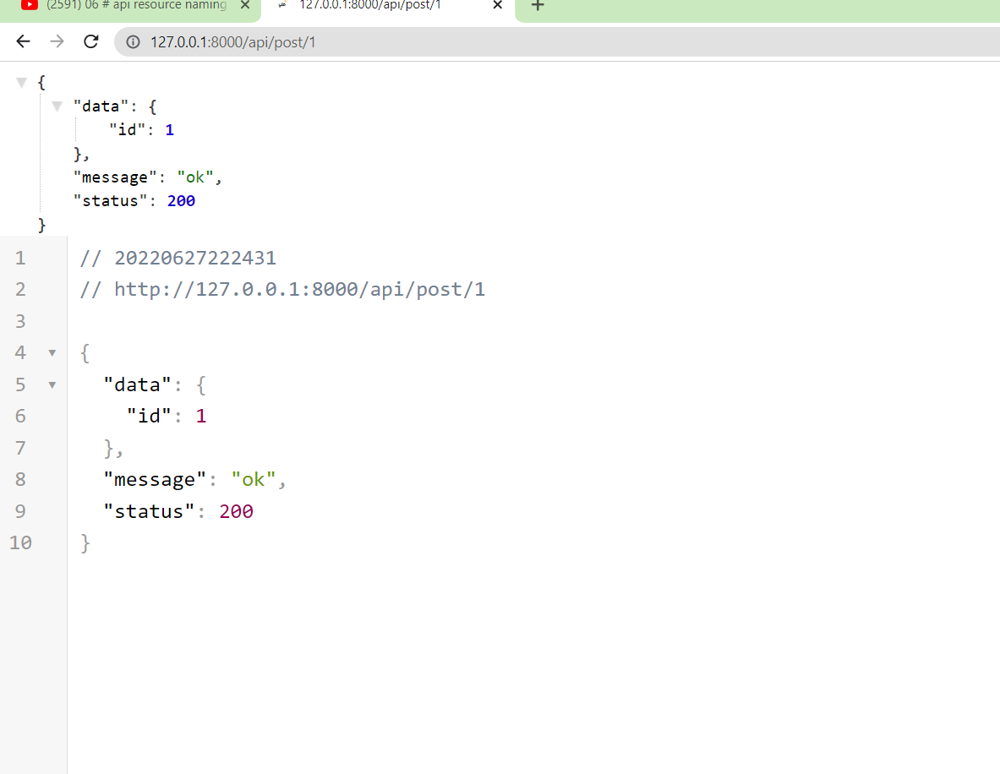 (2591) 06 # api resource naming
127.0.0.1:8000/api/post/1
127.0.0.1:8000/api/post/1
{
"data": {
"id": 1
},
"message": "ok",
"status": 200
}
1 // 20220627222431
2 // http://127.0.0.1:8000/api/post/1
3
4 {
5 "data": {
6 "id": 1
7 },
8 "message": "ok",
9 "status": 200
10 }